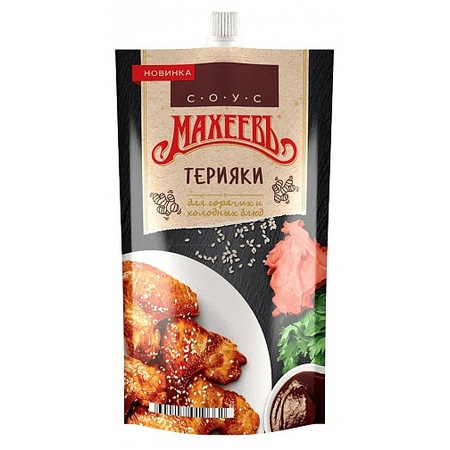 НОВИНКА
С•О•У•С
МАХЕЕВЪ
ТЕРИЯКИ
для горячих и
холодных блюд